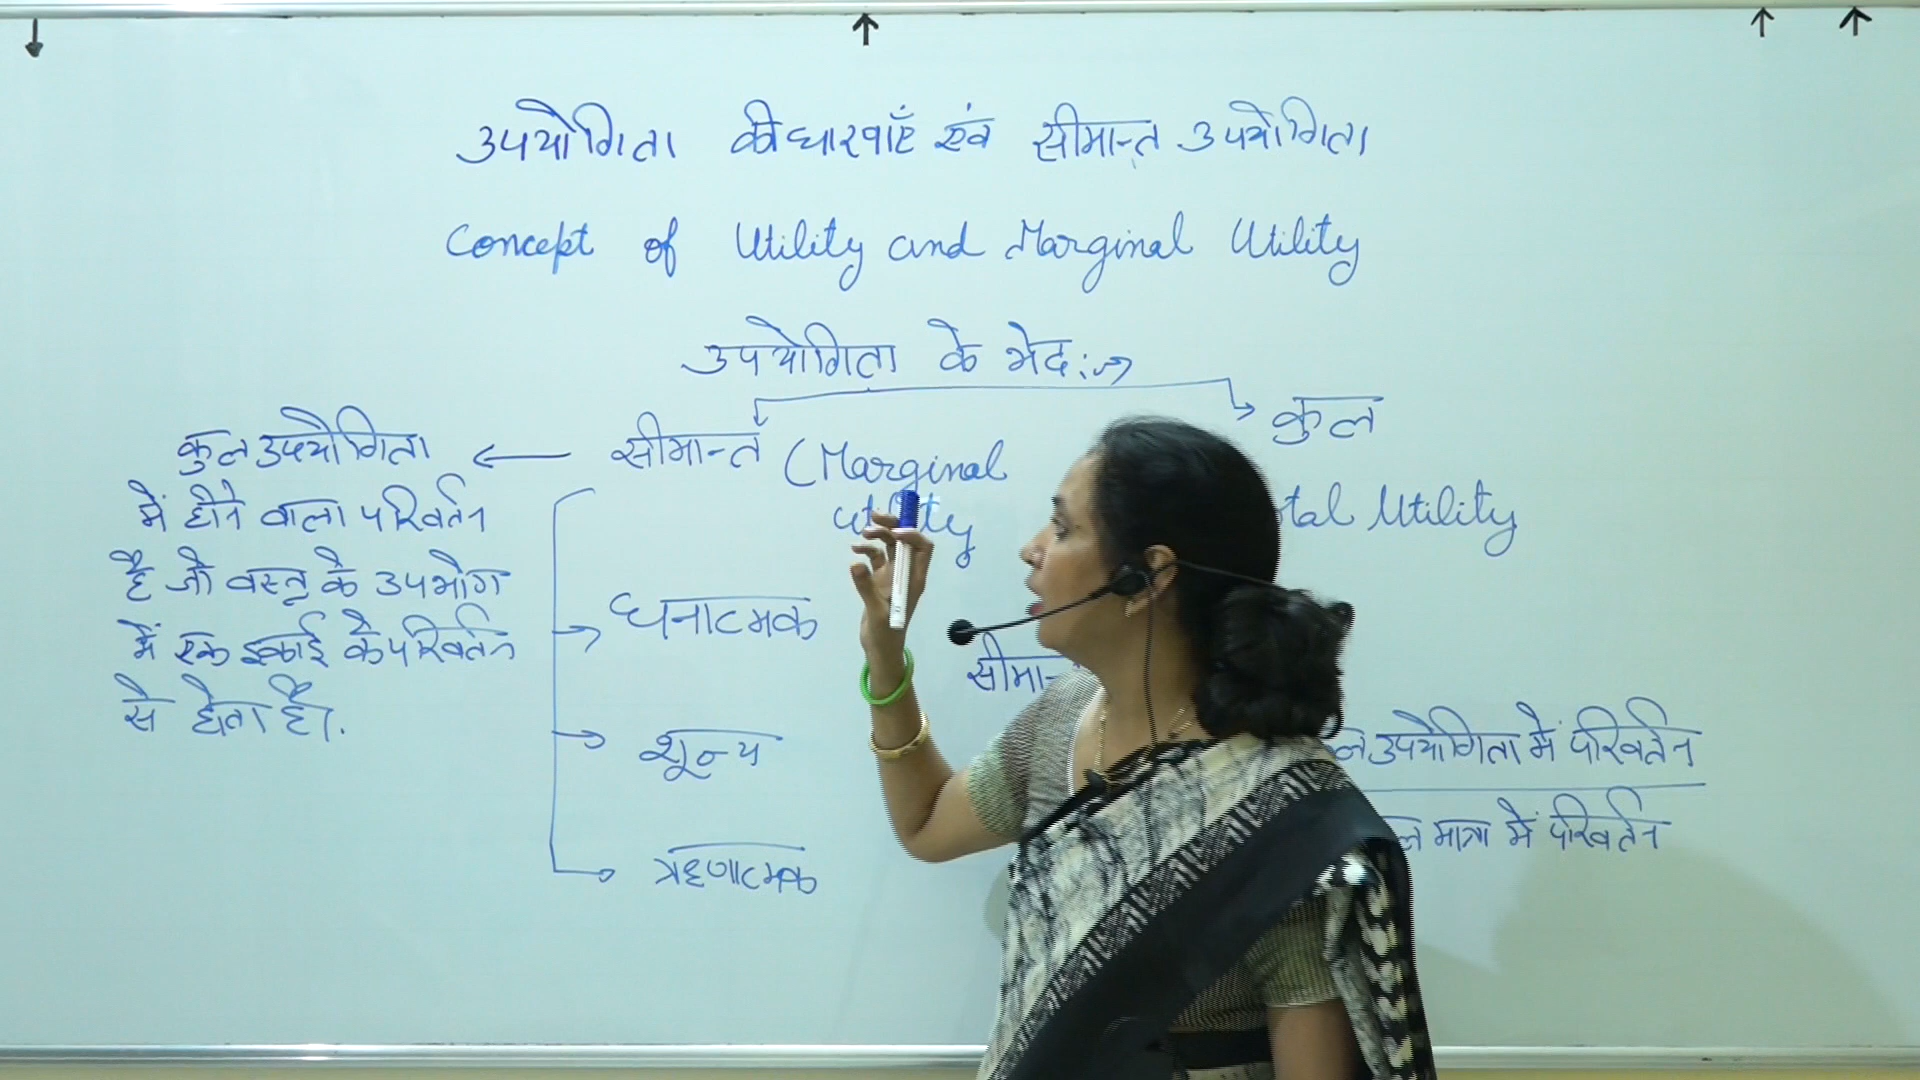 उपयोगिता की धारणाएँ एवं सीमान्त उपयोगिता
Concept of Utility and Marginal Utility
उपयोगिता के भेद :→
सीमान्त (Marginal
utility
कुल
tal Utility
कुल उपयोगिता
में होने वाला परिवर्तन
है जो वस्तु के उपभोग
में एक इकाई के परिवर्तन
से होता है।
धनात्मक
शून्य
ऋणात्मक
सीमान
उपयोगिता में परिवर्तन
ल मात्रा में परिवर्तन